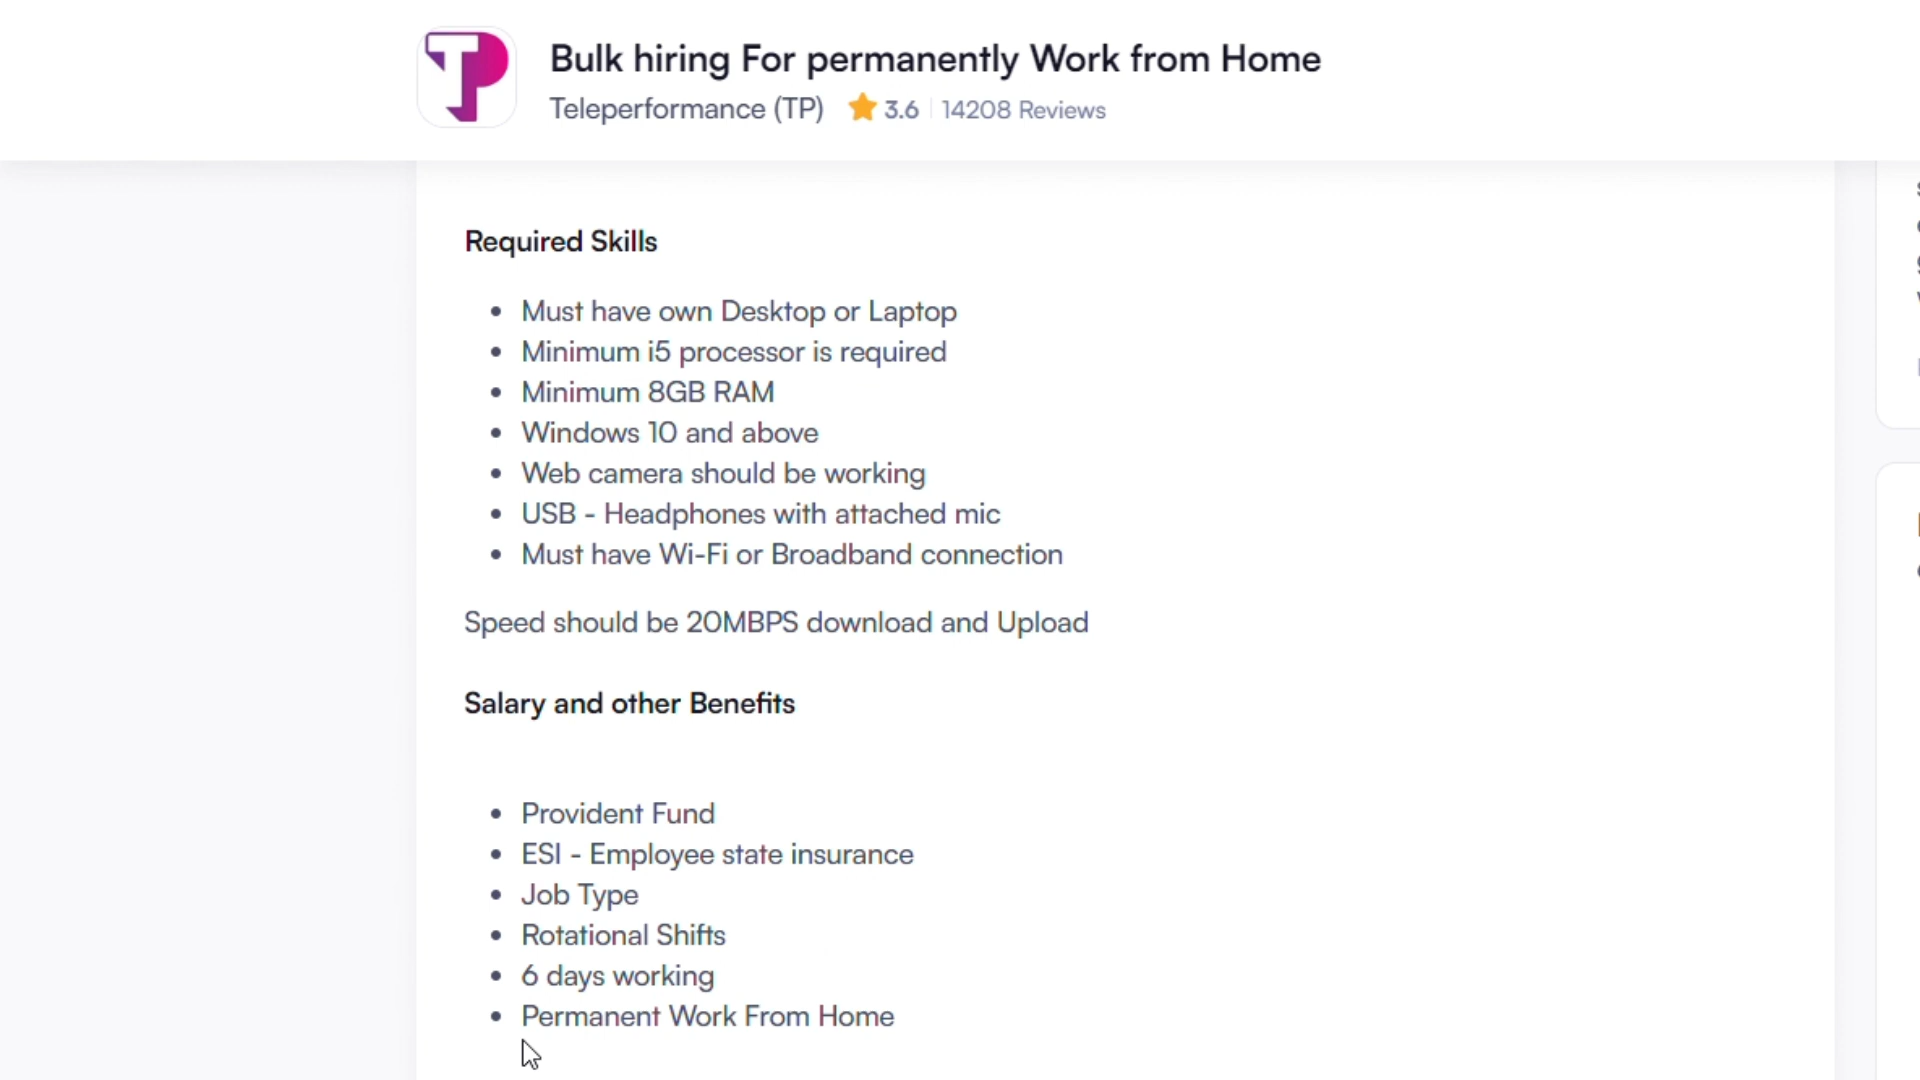 Bulk hiring For permanently Work from Home
Teleperformance (TP) 3.6 14208 Reviews
Required Skills
Must have own Desktop or Laptop
Minimum i5 processor is required
Minimum 8GB RAM
Windows 10 and above
Web camera should be working
USB - Headphones with attached mic
Must have Wi-Fi or Broadband connection
Speed should be 20MBPS download and Upload
Salary and other Benefits
Provident Fund
ESI - Employee state insurance
Job Type
Rotational Shifts
6 days working
Permanent Work From Home